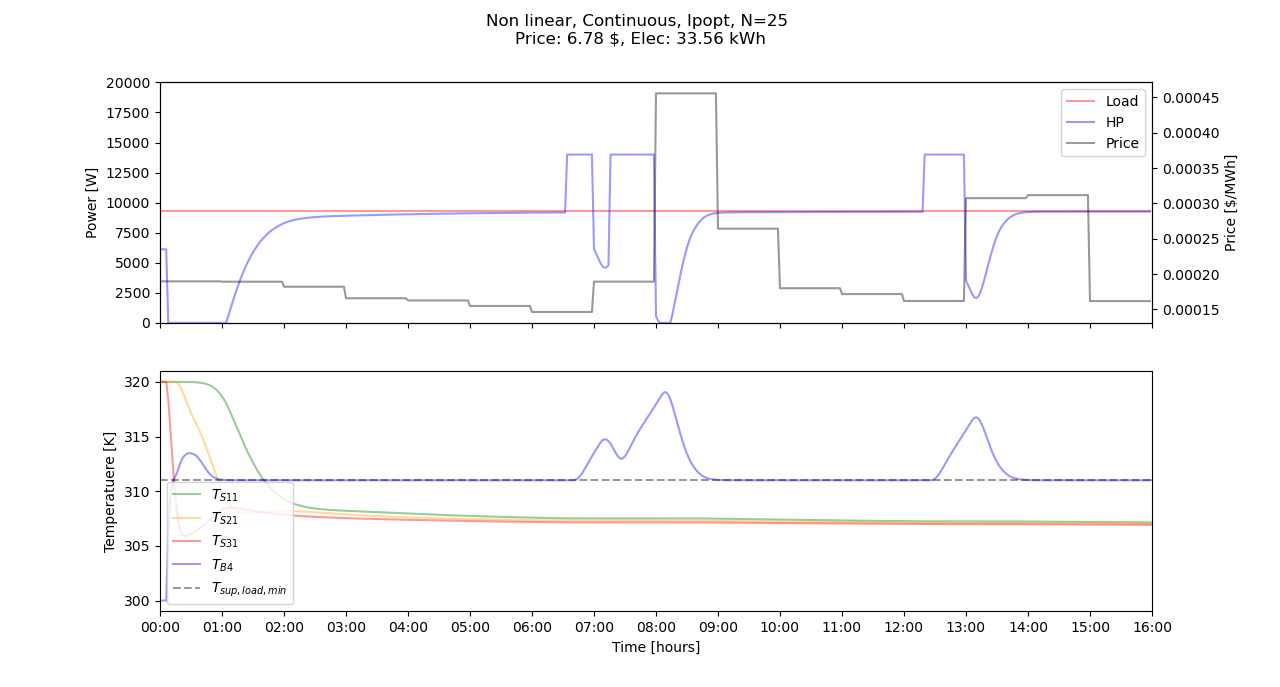 Non linear, Continuous, Ipopt, N=25
Price: 6.78 $, Elec: 33.56 kWh
20000
17500
15000
12500
10000
7500
5000
2500
0
Power [W]
Load
HP
Price
0.00045
0.00040
0.00035
0.00030
0.00025
0.00020
0.00015
Price [$/MWh]
320
315
310
305
300
Temperatuere [K]
T_{S11}
T_{S21}
T_{S31}
T_{B4}
T_{sup, load, min}
00:00 01:00 02:00 03:00 04:00 05:00 06:00 07:00 08:00 09:00 10:00 11:00 12:00 13:00 14:00 15:00 16:00
Time [hours]